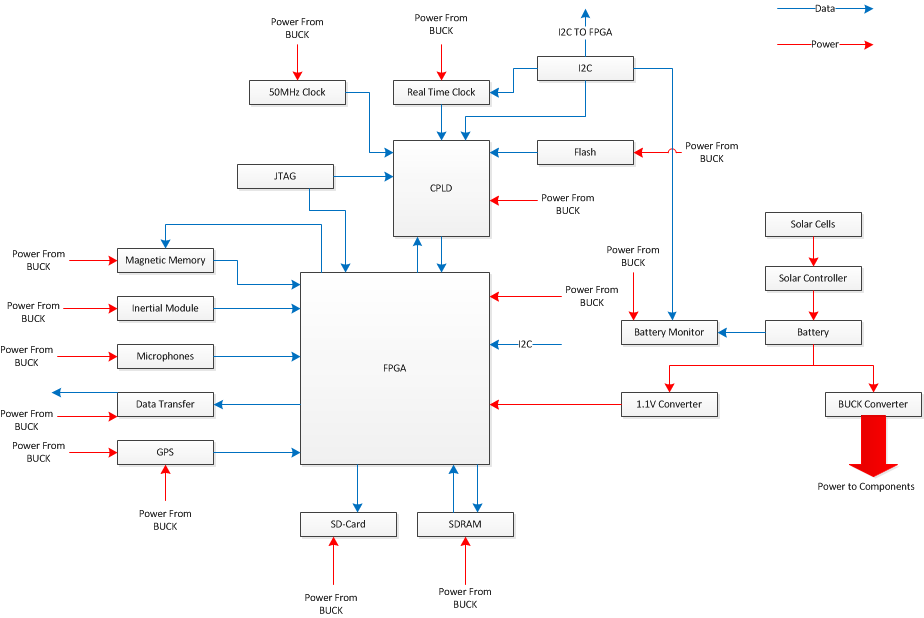 Data
Power From
BUCK
Power From
BUCK
I2C TO FPGA
Power
I2C
50MHz Clock
Real Time Clock
Flash
Power From
BUCK
JTAG
CPLD
Power From
BUCK
Solar Cells
Power From
BUCK
Magnetic Memory
Power From
BUCK
Solar Controller
Power From
BUCK
Power From
BUCK
Inertial Module
Battery Monitor
Battery
I2C
Power From
BUCK
Microphones
FPGA
Data Transfer
1.1V Converter
BUCK Converter
Power From
BUCK
Power From
BUCK
GPS
Power to Components
Power From
BUCK
SD-Card
SDRAM
Power From
BUCK
Power From
BUCK